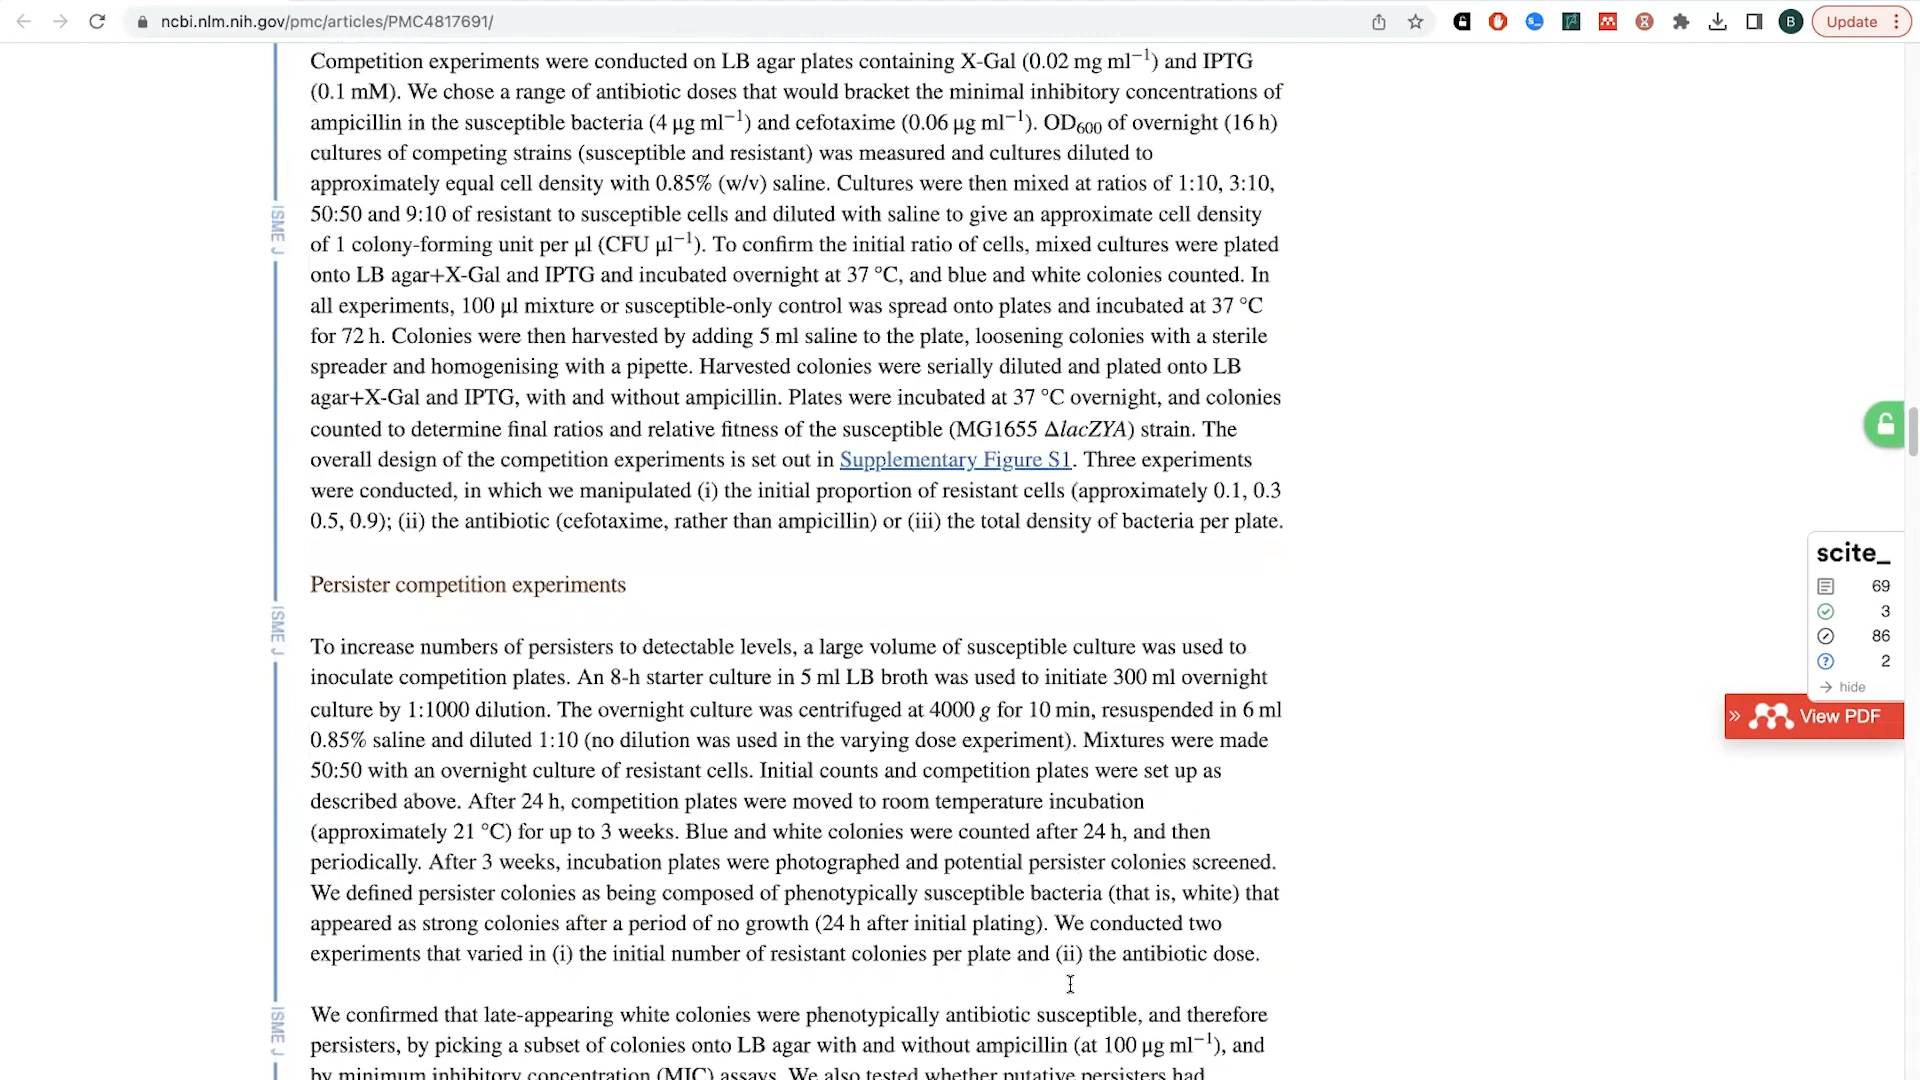 ncbi.nlm.nih.gov/pmc/articles/PMC4817691/
B
Update
Competition experiments were conducted on LB agar plates containing X-Gal (0.02 mg ml−1) and IPTG
(0.1 mM). We chose a range of antibiotic doses that would bracket the minimal inhibitory concentrations of
ampicillin in the susceptible bacteria (4 μg ml−1) and cefotaxime (0.06 μg ml−1). OD600 of overnight (16 h)
cultures of competing strains (susceptible and resistant) was measured and cultures diluted to
approximately equal cell density with 0.85% (w/v) saline. Cultures were then mixed at ratios of 1:10, 3:10,
50:50 and 9:10 of resistant to susceptible cells and diluted with saline to give an approximate cell density
of 1 colony-forming unit per μl (CFU μl−1). To confirm the initial ratio of cells, mixed cultures were plated
onto LB agar+X-Gal and IPTG and incubated overnight at 37 °C, and blue and white colonies counted. In
all experiments, 100 μl mixture or susceptible-only control was spread onto plates and incubated at 37 °C
for 72 h. Colonies were then harvested by adding 5 ml saline to the plate, loosening colonies with a sterile
spreader and homogenising with a pipette. Harvested colonies were serially diluted and plated onto LB
agar+X-Gal and IPTG, with and without ampicillin. Plates were incubated at 37 °C overnight, and colonies
counted to determine final ratios and relative fitness of the susceptible (MG1655 ΔlacZYA) strain. The
overall design of the competition experiments is set out in Supplementary Figure S1. Three experiments
were conducted, in which we manipulated (i) the initial proportion of resistant cells (approximately 0.1, 0.3
0.5, 0.9); (ii) the antibiotic (cefotaxime, rather than ampicillin) or (iii) the total density of bacteria per plate.
Persister competition experiments
To increase numbers of persisters to detectable levels, a large volume of susceptible culture was used to
inoculate competition plates. An 8-h starter culture in 5 ml LB broth was used to initiate 300 ml overnight
culture by 1:1000 dilution. The overnight culture was centrifuged at 4000 g for 10 min, resuspended in 6 ml
0.85% saline and diluted 1:10 (no dilution was used in the varying dose experiment). Mixtures were made
50:50 with an overnight culture of resistant cells. Initial counts and competition plates were set up as
described above. After 24 h, competition plates were moved to room temperature incubation
(approximately 21 °C) for up to 3 weeks. Blue and white colonies were counted after 24 h, and then
periodically. After 3 weeks, incubation plates were photographed and potential persister colonies screened.
We defined persister colonies as being composed of phenotypically susceptible bacteria (that is, white) that
appeared as strong colonies after a period of no growth (24 h after initial plating). We conducted two
experiments that varied in (i) the initial number of resistant colonies per plate and (ii) the antibiotic dose.
We confirmed that late-appearing white colonies were phenotypically antibiotic susceptible, and therefore
persisters, by picking a subset of colonies onto LB agar with and without ampicillin (at 100 μg ml−1), and
by minimum inhibitory concentration (MIC) assays. We also tested whether putative persisters had
ISME J
ISME J
ISME J
scite_
69
3
86
2
hide
View PDF